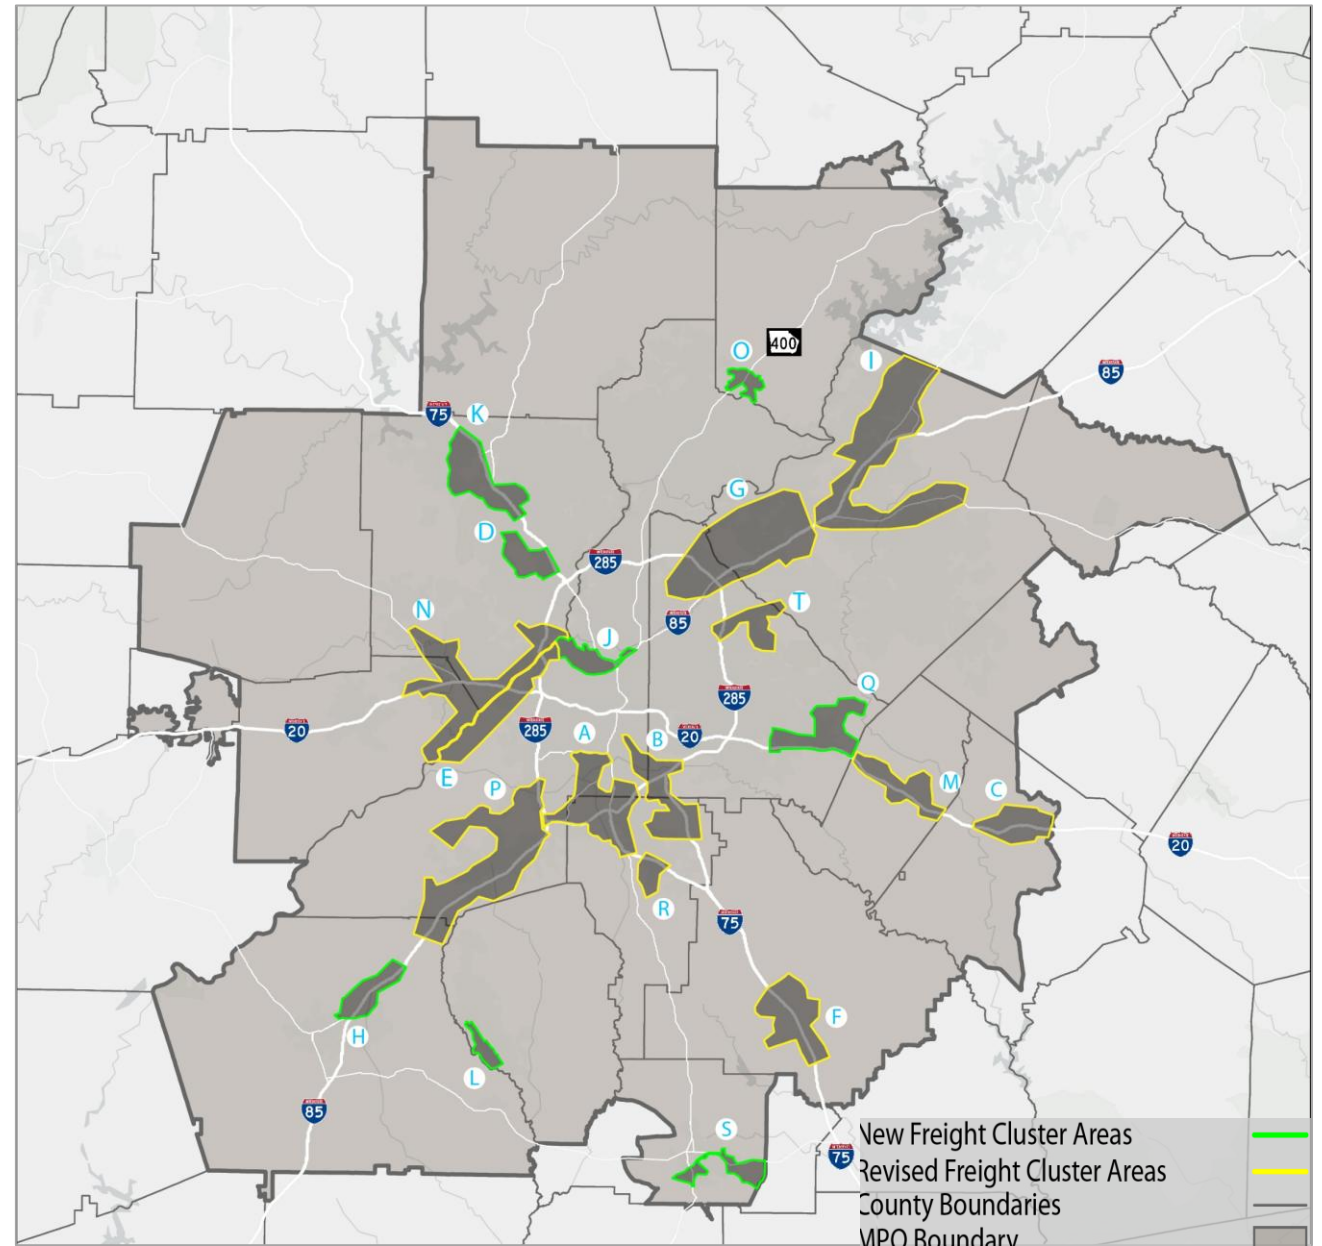 400
O
I
85
75
K
G
D
285
N
T
J
85
Q
285
20
285
A
B
20
E
P
M
C
20
R
75
F
H
L
85
S
75
New Freight Cluster Areas
Revised Freight Cluster Areas
County Boundaries
MPO Boundary